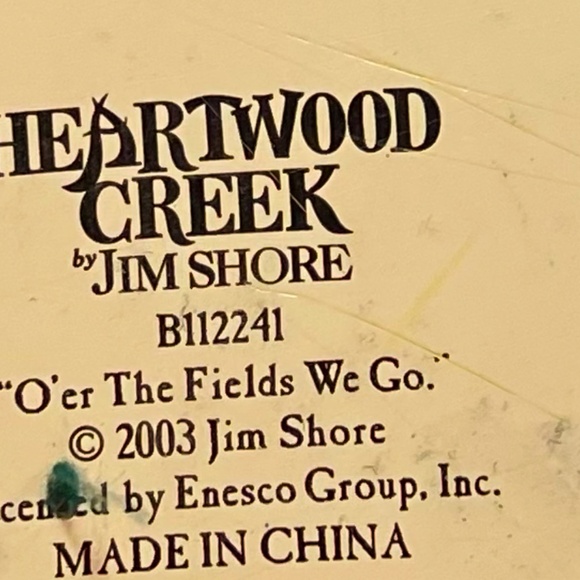 HEARTWOOD
CREEK
by JIM SHORE
B112241
"O'er The Fields We Go."
© 2003 Jim Shore
by Enesco Group, Inc.
MADE IN CHINA